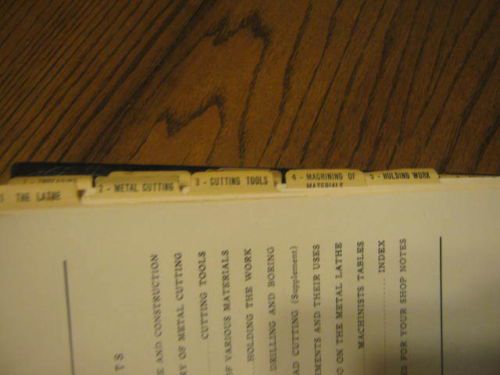 1 THE LATHE
2 - METAL CUTTING
3 - CUTTING TOOLS
4 - MACHINING OF
MATERIALS
5 - HOLDING WORK
AND CONSTRUCTION
OF METAL CUTTING
CUTTING TOOLS
OF VARIOUS MATERIALS
HOLDING THE WORK
DRILLING AND BORING
CUTTING (Supplement)
AND THEIR USES
ON THE METAL LATHE
MACHINISTS TABLES
INDEX
FOR YOUR SHOP NOTES